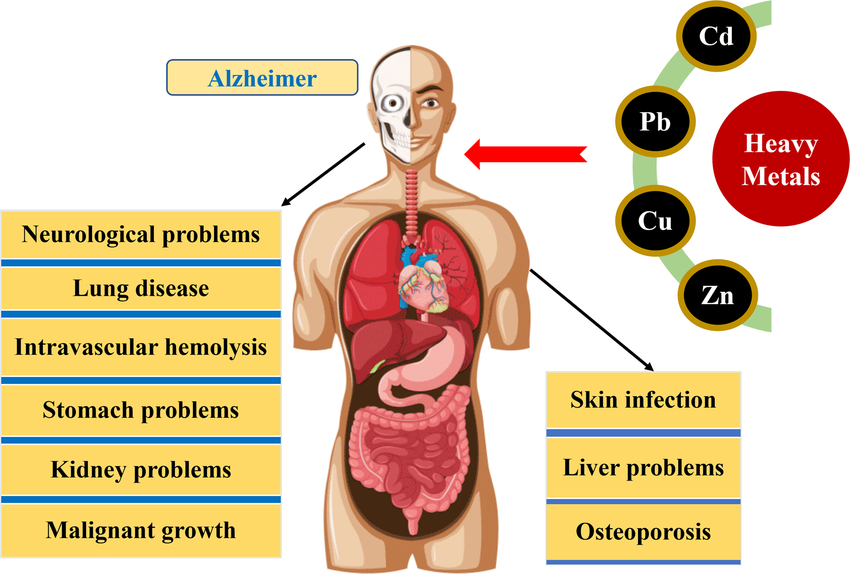 Alzheimer
Cd
Pb
Cu
Zn
Heavy
Metals
Neurological problems
Lung disease
Intravascular hemolysis
Stomach problems
Kidney problems
Malignant growth
Skin infection
Liver problems
Osteoporosis